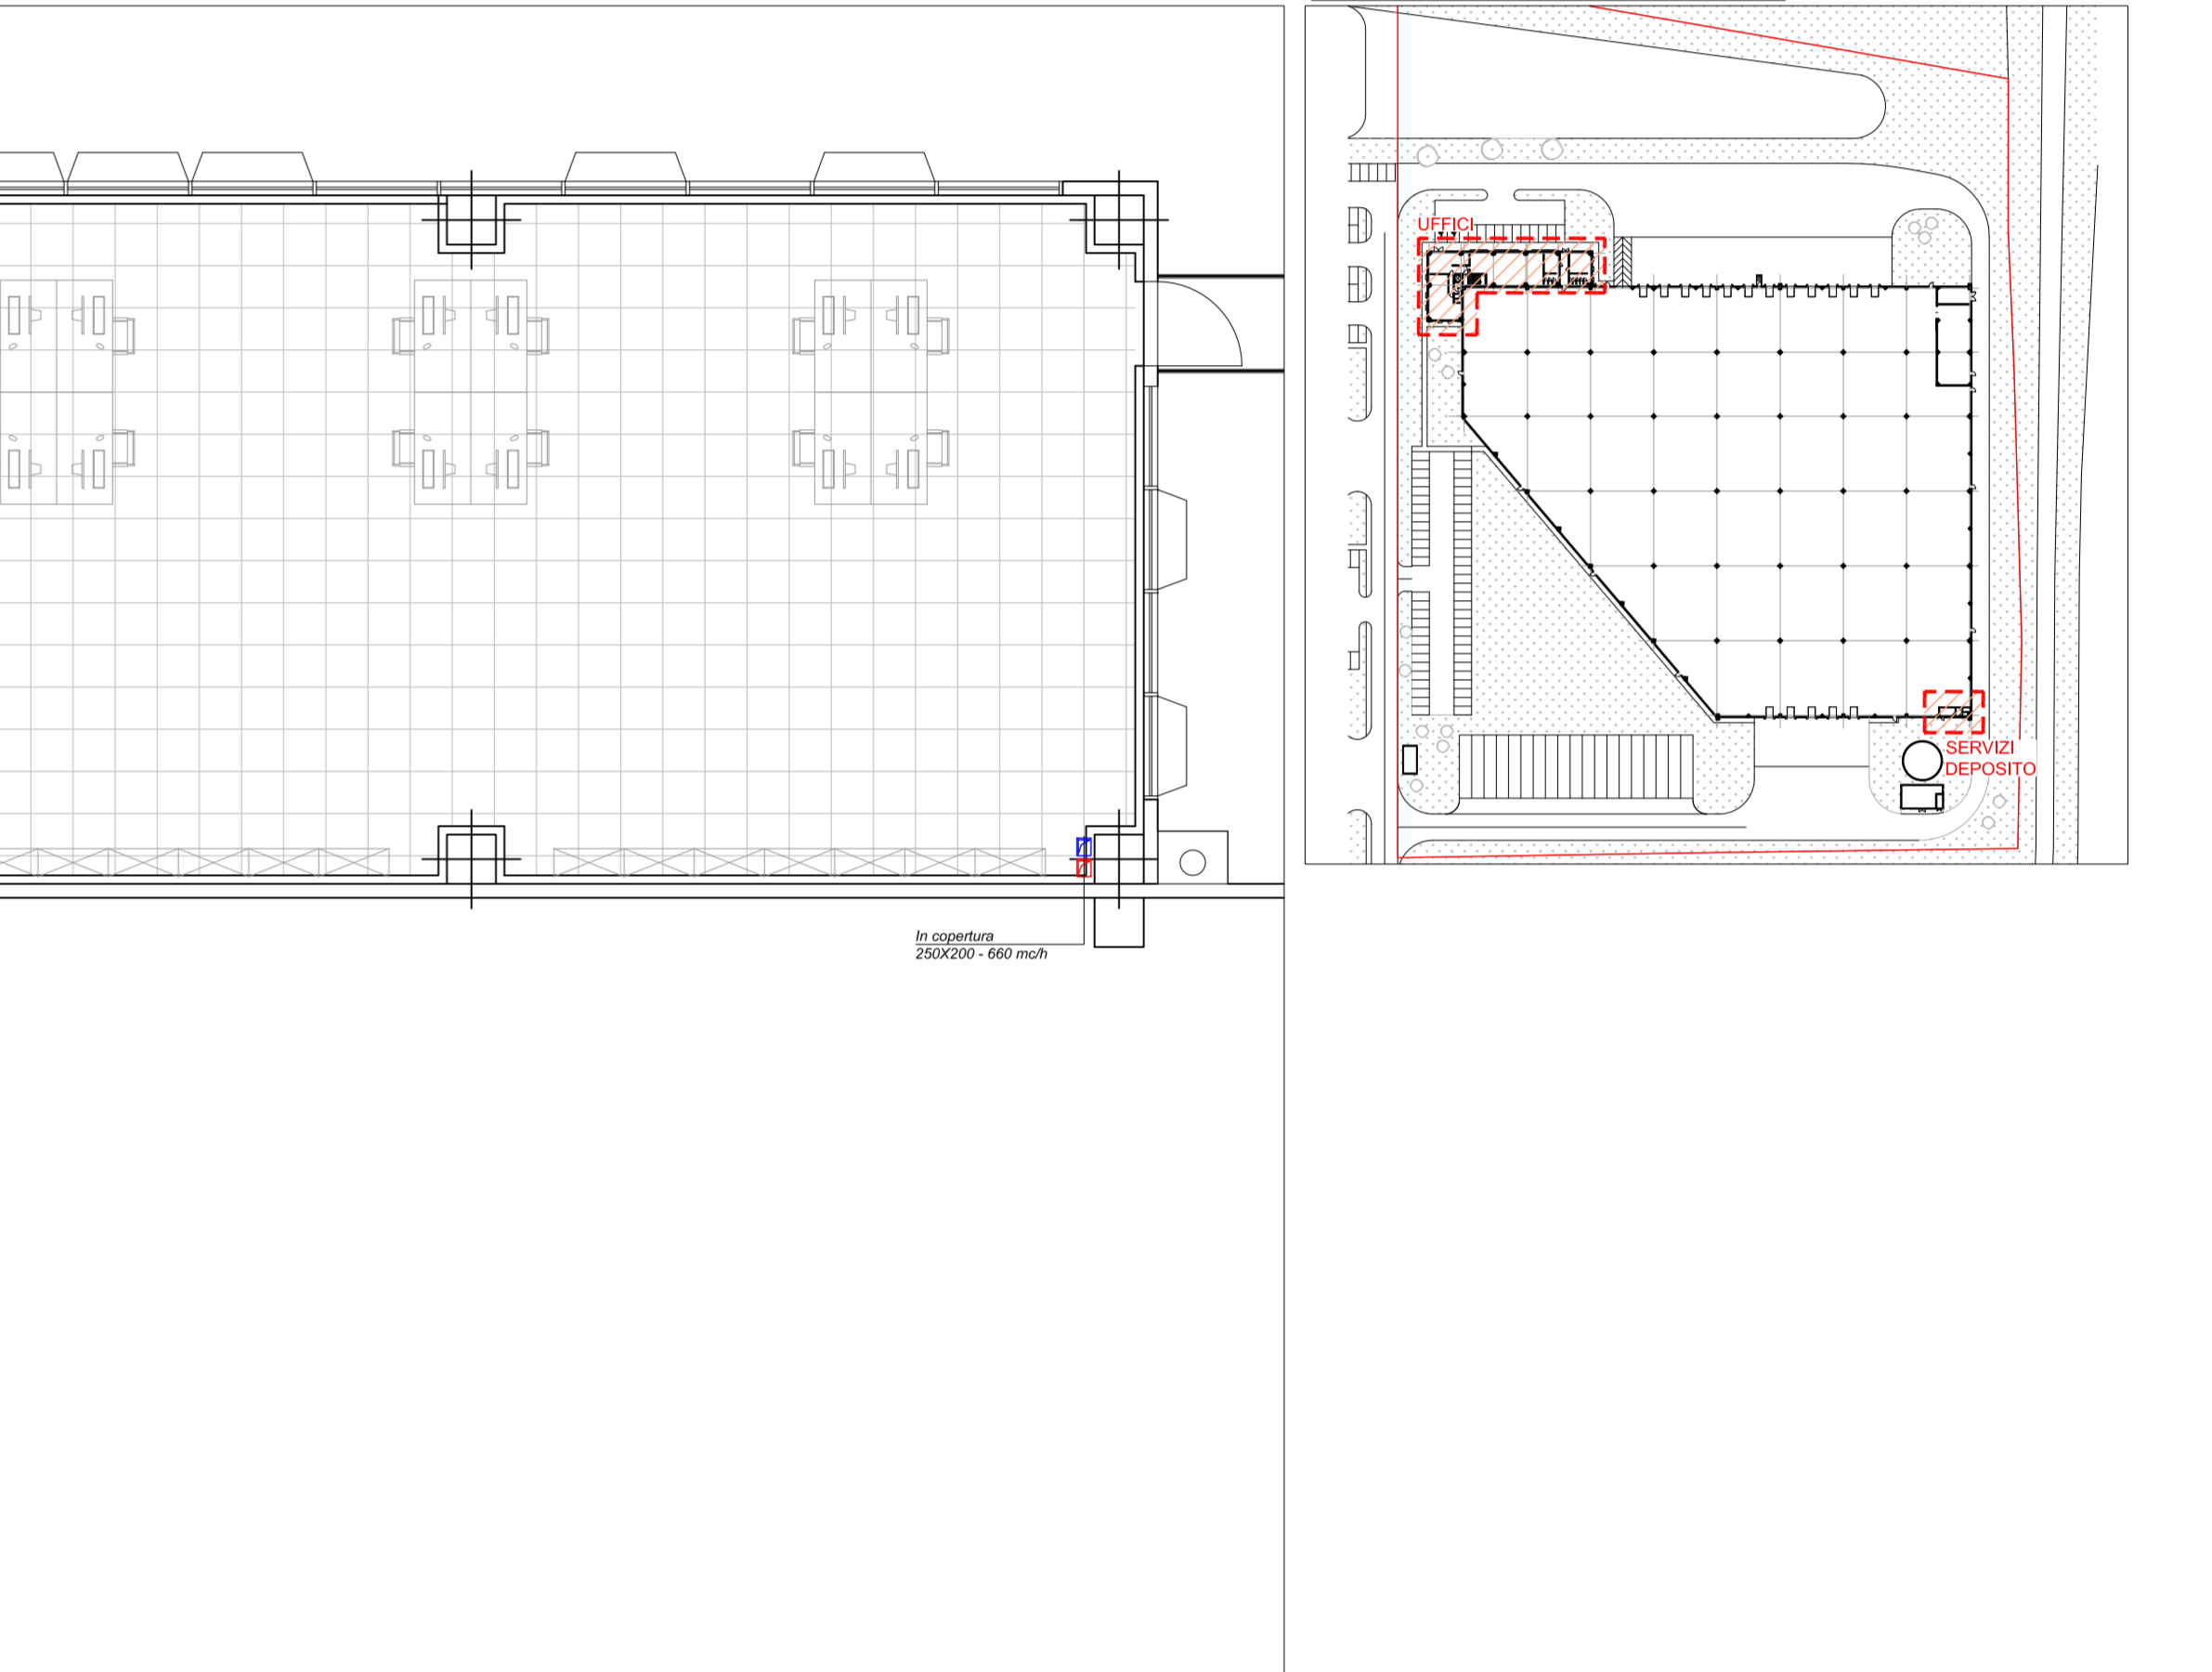 In copertura
250X200 - 660 mc/h
UFFICI
SERVIZI
DEPOSITO